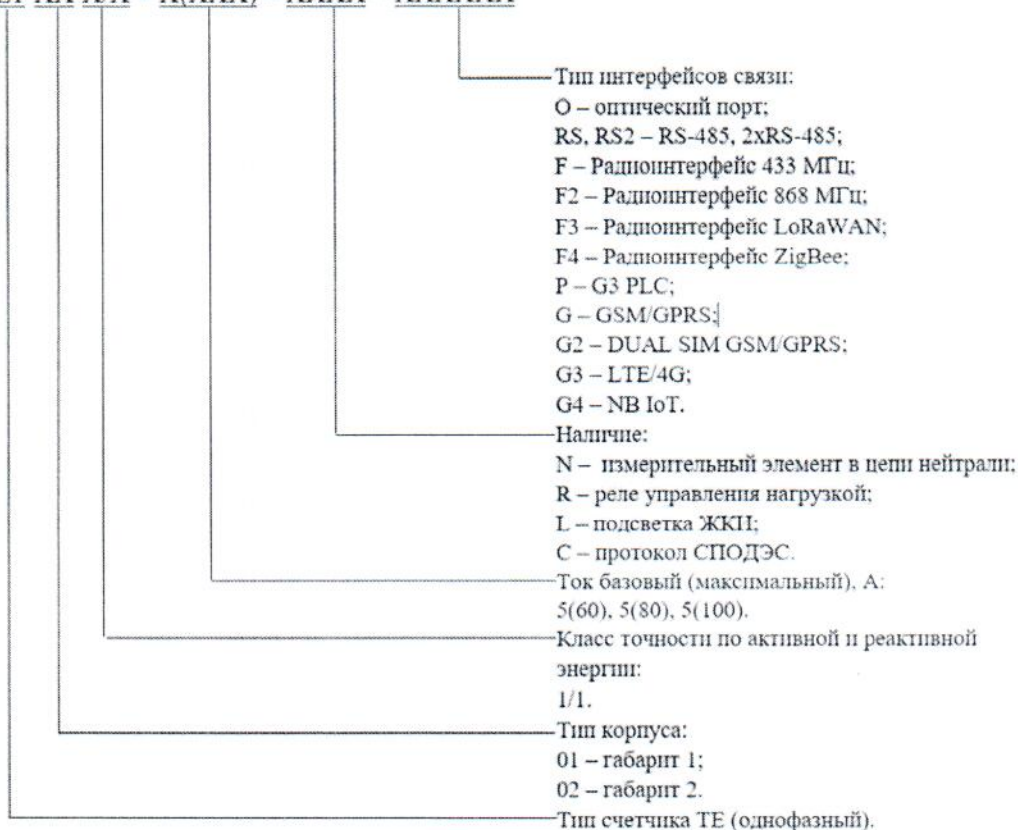 Тип интерфейсов связи:
О – оптический порт;
RS, RS2 – RS-485, 2xRS-485;
F – Радиоинтерфейс 433 МГц;
F2 – Радиоинтерфейс 868 МГц;
F3 – Радиоинтерфейс LoRaWAN;
F4 – Радиоинтерфейс ZigBee;
P – G3 PLC;
G – GSM/GPRS;
G2 – DUAL SIM GSM/GPRS;
G3 – LTE/4G;
G4 – NB IoT.
Наличие:
N – измерительный элемент в цепи нейтрали;
R – реле управления нагрузкой;
L – подсветка ЖКИ;
C – протокол СПОДЭС.
Ток базовый (максимальный), А:
5(60), 5(80), 5(100).
Класс точности по активной и реактивной
энергии:
1/1.
Тип корпуса:
01 – габарит 1;
02 – габарит 2.
Тип счетчика ТЕ (однофазный).